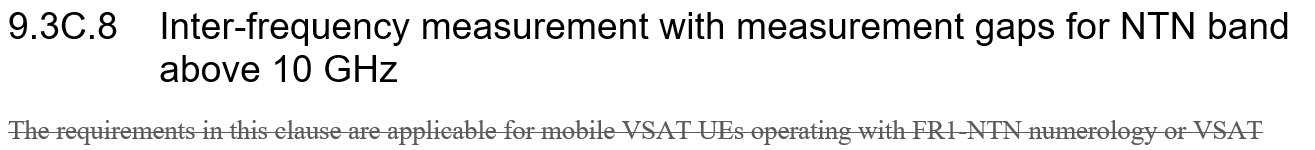 9.3C.8 Inter-frequency measurement with measurement gaps for NTN band
above 10 GHz
The requirements in this clause are applicable for mobile VSAT UEs operating with FR1-NTN numerology or VSAT